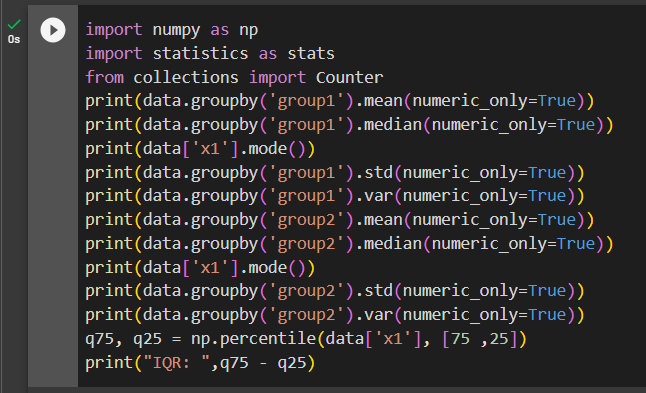 import numpy as np
0s
import statistics as stats
from collections import Counter
print(data.groupby('group1').mean(numeric_only=True))
print(data.groupby('group1').median(numeric_only=True))
print(data['x1'].mode())
print(data.groupby('group1').std(numeric_only=True))
print(data.groupby('group1').var(numeric_only=True))
print(data.groupby('group2').mean(numeric_only=True))
print(data.groupby('group2').median(numeric_only=True))
print(data['x1'].mode())
print(data.groupby('group2').std(numeric_only=True))
print(data.groupby('group2').var(numeric_only=True))
q75, q25 = np.percentile(data['x1'], [75 ,25])
print("IQR: ",q75 - q25)